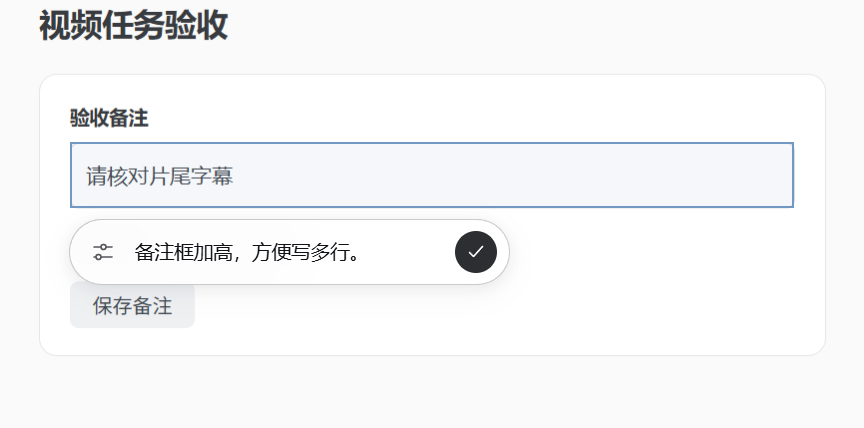 视频任务验收
验收备注
请核对片尾字幕
备注框加高，方便写多行。
保存备注